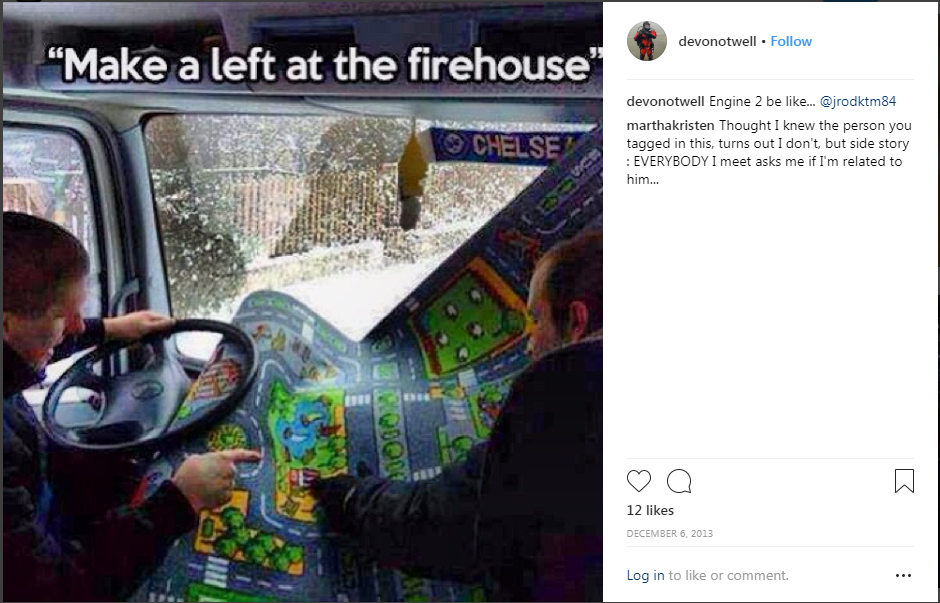 “Make a left at the firehouse”
CHELSEA
devonotwell • Follow
devonotwell Engine 2 be like... @jrodktm84
marthakristen Thought I knew the person you
tagged in this, turns out I don't, but side story
: EVERYBODY I meet asks me if I'm related to
him...
12 likes
DECEMBER 6, 2013
Log in to like or comment.